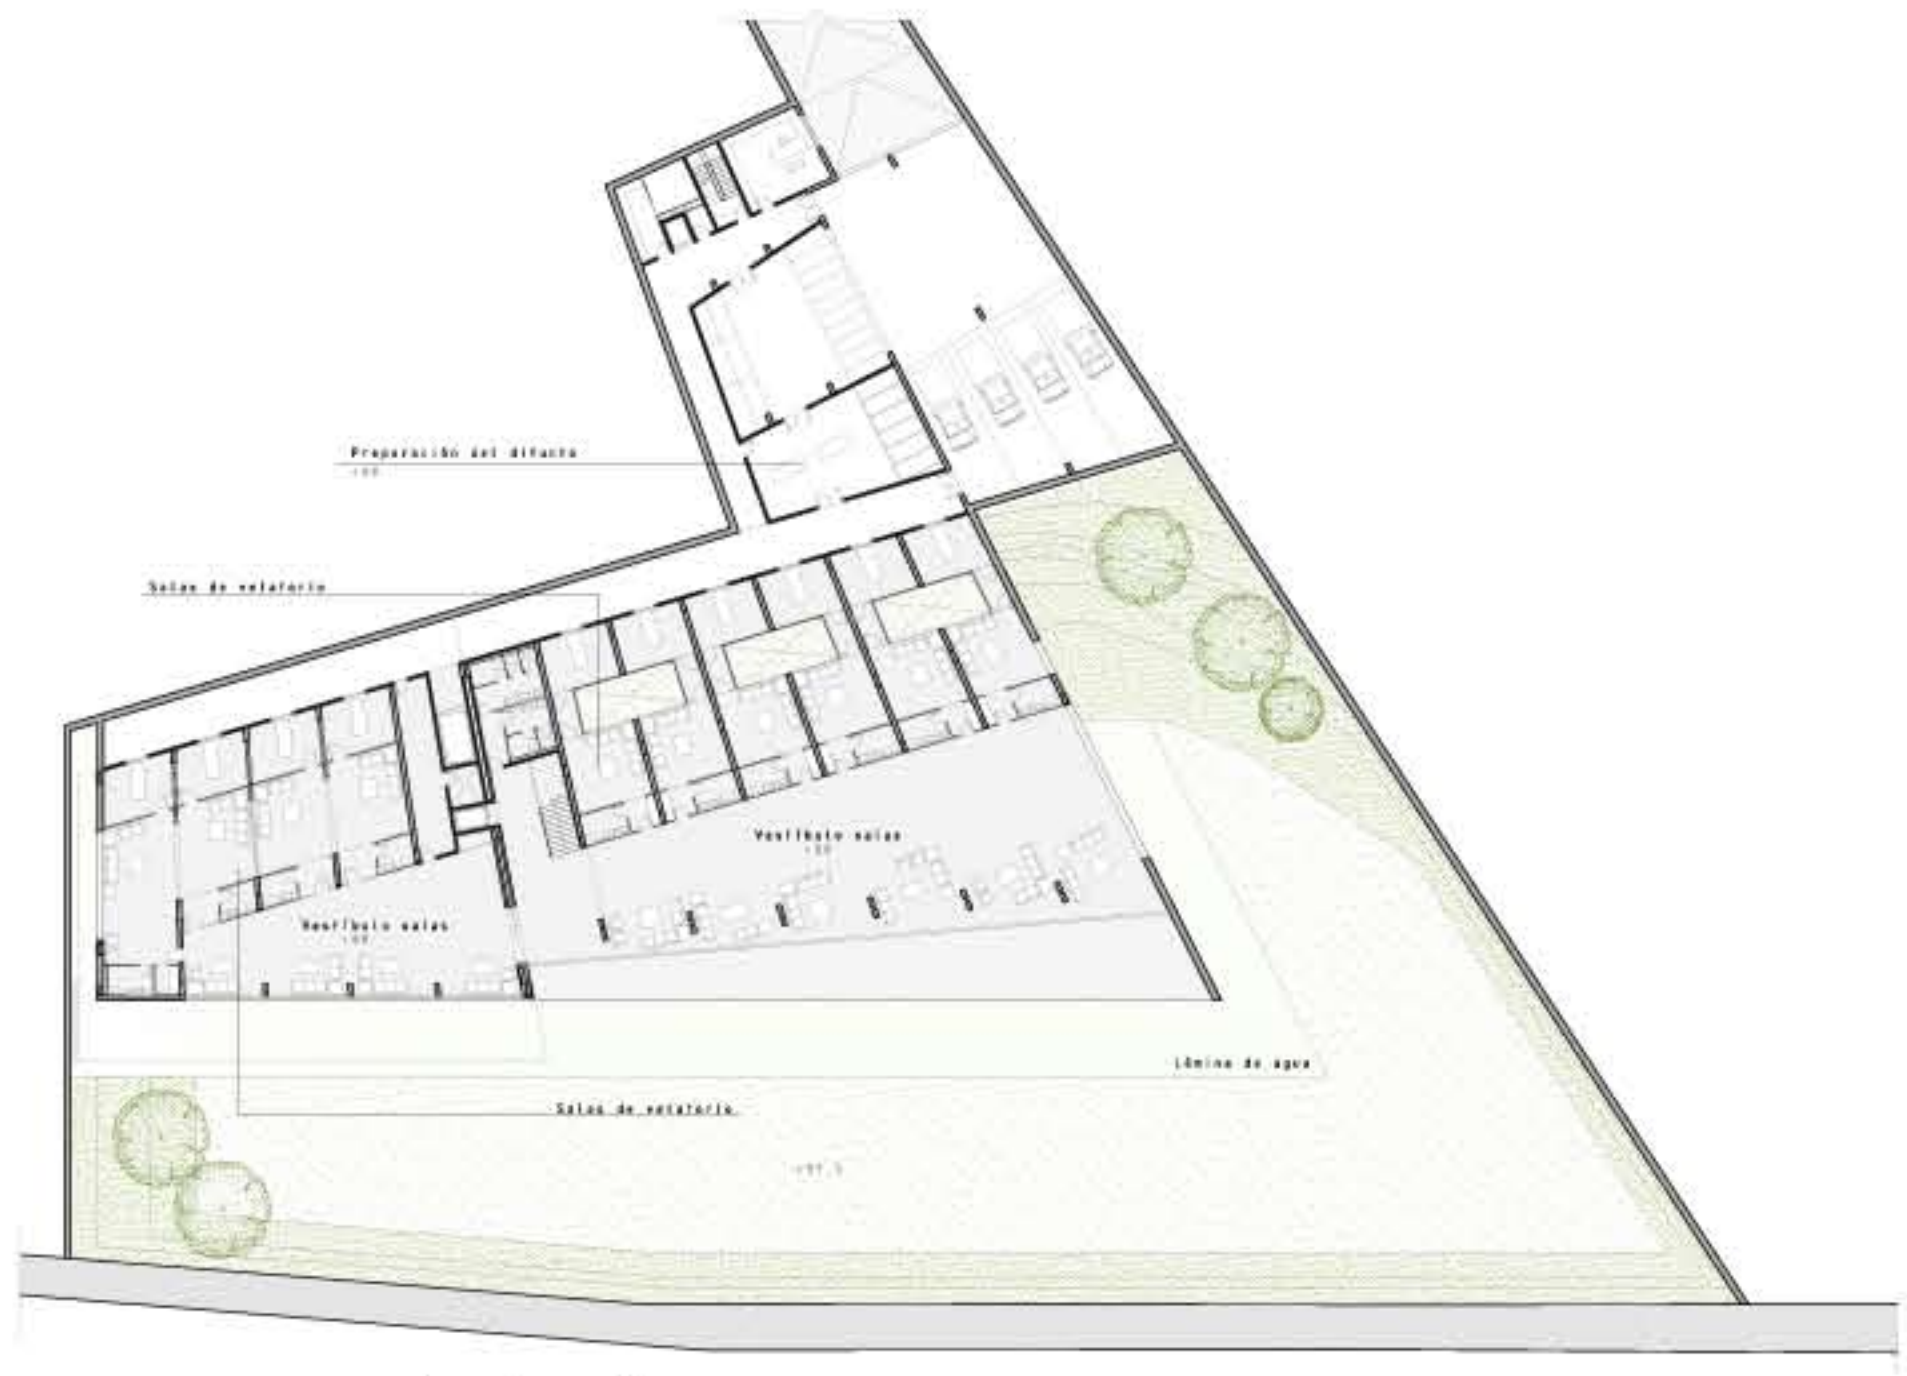 Preparación del difunto
Salas de velatorio
Vestíbulo salas
Vestíbulo salas
Lámina de agua
Salas de velatorio